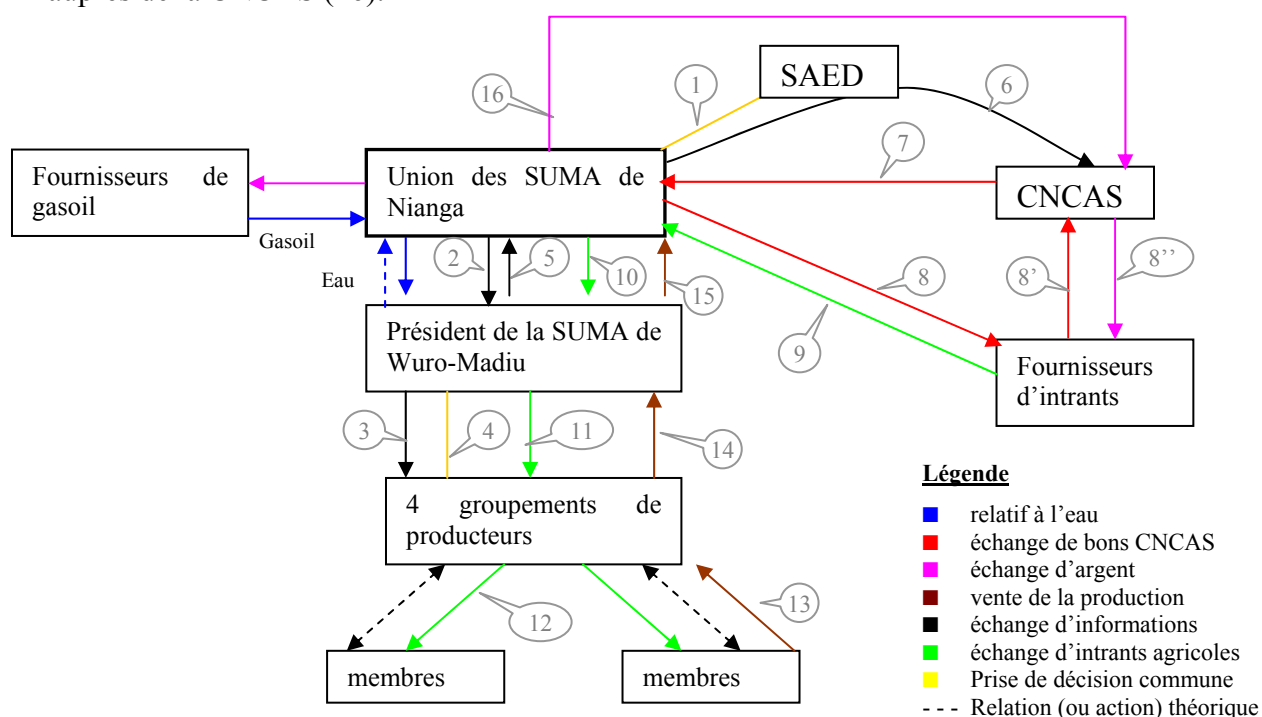 auprès de la
16
1
SAED
6
7
Fournisseurs de
gasoil
Union des SUMA de
Nianga
CNCAS
Gasoil
Eau
2
5
10
15
8
8'
8''
9
Président de la SUMA de
Wuro-Madiu
Fournisseurs
d'intrants
3
4
11
14
4 groupements de
producteurs
12
13
membres
membres
Légende
relatif à l'eau
échange de bons CNCAS
échange d'argent
vente de la production
échange d'informations
échange d'intrants agricoles
Prise de décision commune
--- Relation (ou action) théorique